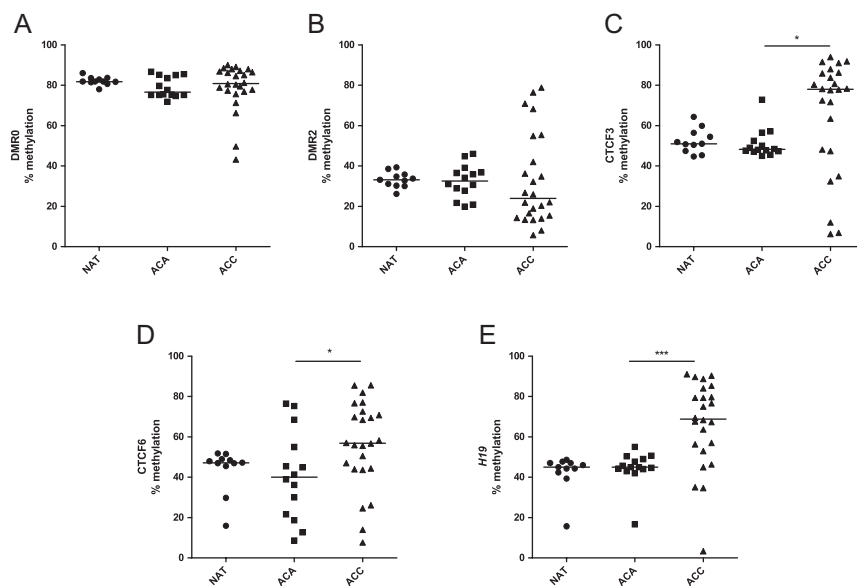 A
DMR0
% methylation
100
80
60
40
20
0
NAT
ACA
ACC
B
DMR2
% methylation
100
80
60
40
20
0
NAT
ACA
ACC
C
CTCF3
% methylation
100
80
60
40
20
0
*
NAT
ACA
ACC
D
CTCF6
% methylation
100
80
60
40
20
0
*
NAT
ACA
ACC
E
H19
% methylation
100
80
60
40
20
0
***
NAT
ACA
ACC